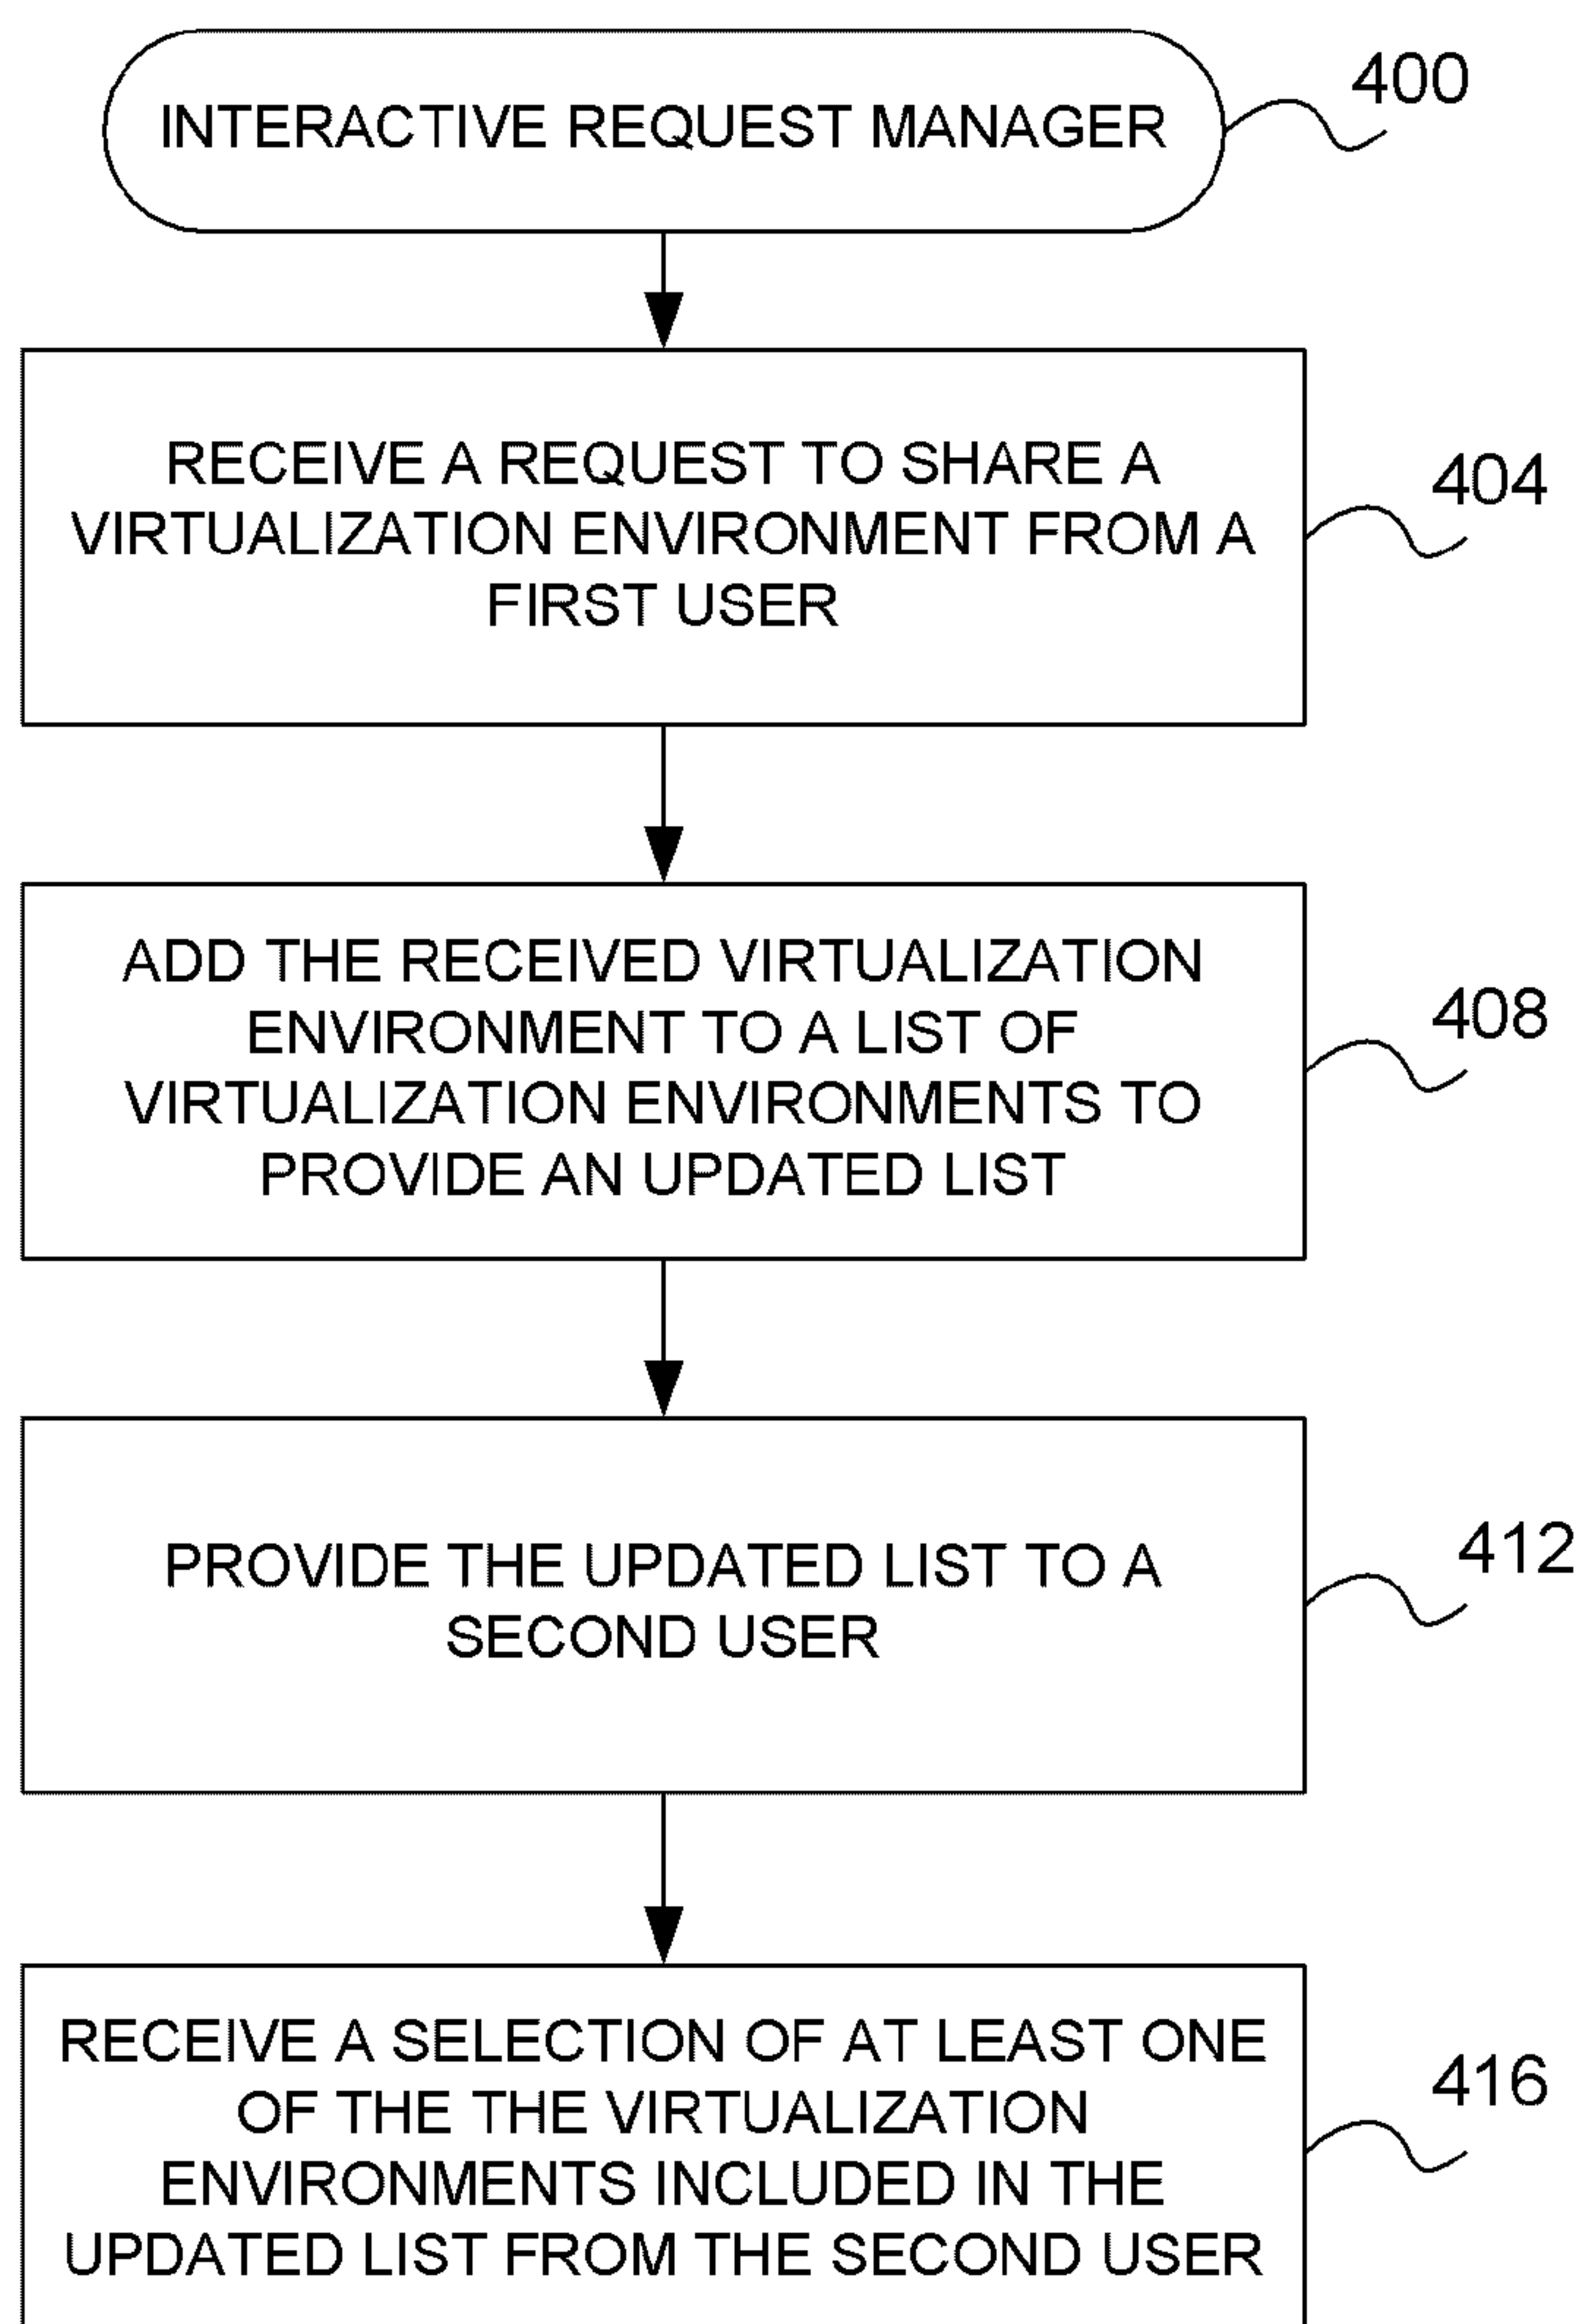 INTERACTIVE REQUEST MANAGER
400
RECEIVE A REQUEST TO SHARE A
VIRTUALIZATION ENVIRONMENT FROM A
FIRST USER
404
ADD THE RECEIVED VIRTUALIZATION
ENVIRONMENT TO A LIST OF
VIRTUALIZATION ENVIRONMENTS TO
PROVIDE AN UPDATED LIST
408
PROVIDE THE UPDATED LIST TO A
SECOND USER
412
RECEIVE A SELECTION OF AT LEAST ONE
OF THE THE VIRTUALIZATION
ENVIRONMENTS INCLUDED IN THE
UPDATED LIST FROM THE SECOND USER
416